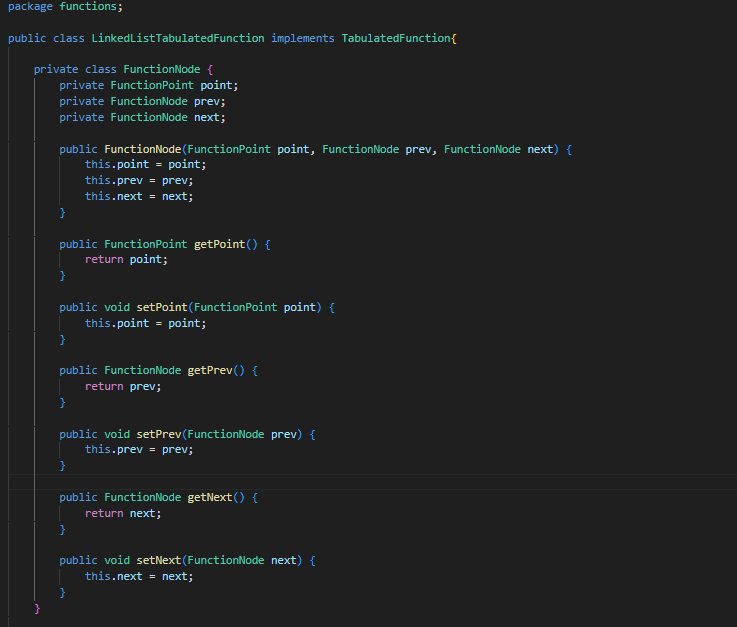 package functions;
public class LinkedListTabulatedFunction implements TabulatedFunction{
private class FunctionNode {
private FunctionPoint point;
private FunctionNode prev;
private FunctionNode next;
public FunctionNode(FunctionPoint point, FunctionNode prev, FunctionNode next) {
this.point = point;
this.prev = prev;
this.next = next;
}
public FunctionPoint getPoint() {
return point;
}
public void setPoint(FunctionPoint point) {
this.point = point;
}
public FunctionNode getPrev() {
return prev;
}
public void setPrev(FunctionNode prev) {
this.prev = prev;
}
public FunctionNode getNext() {
return next;
}
public void setNext(FunctionNode next) {
this.next = next;
}
}